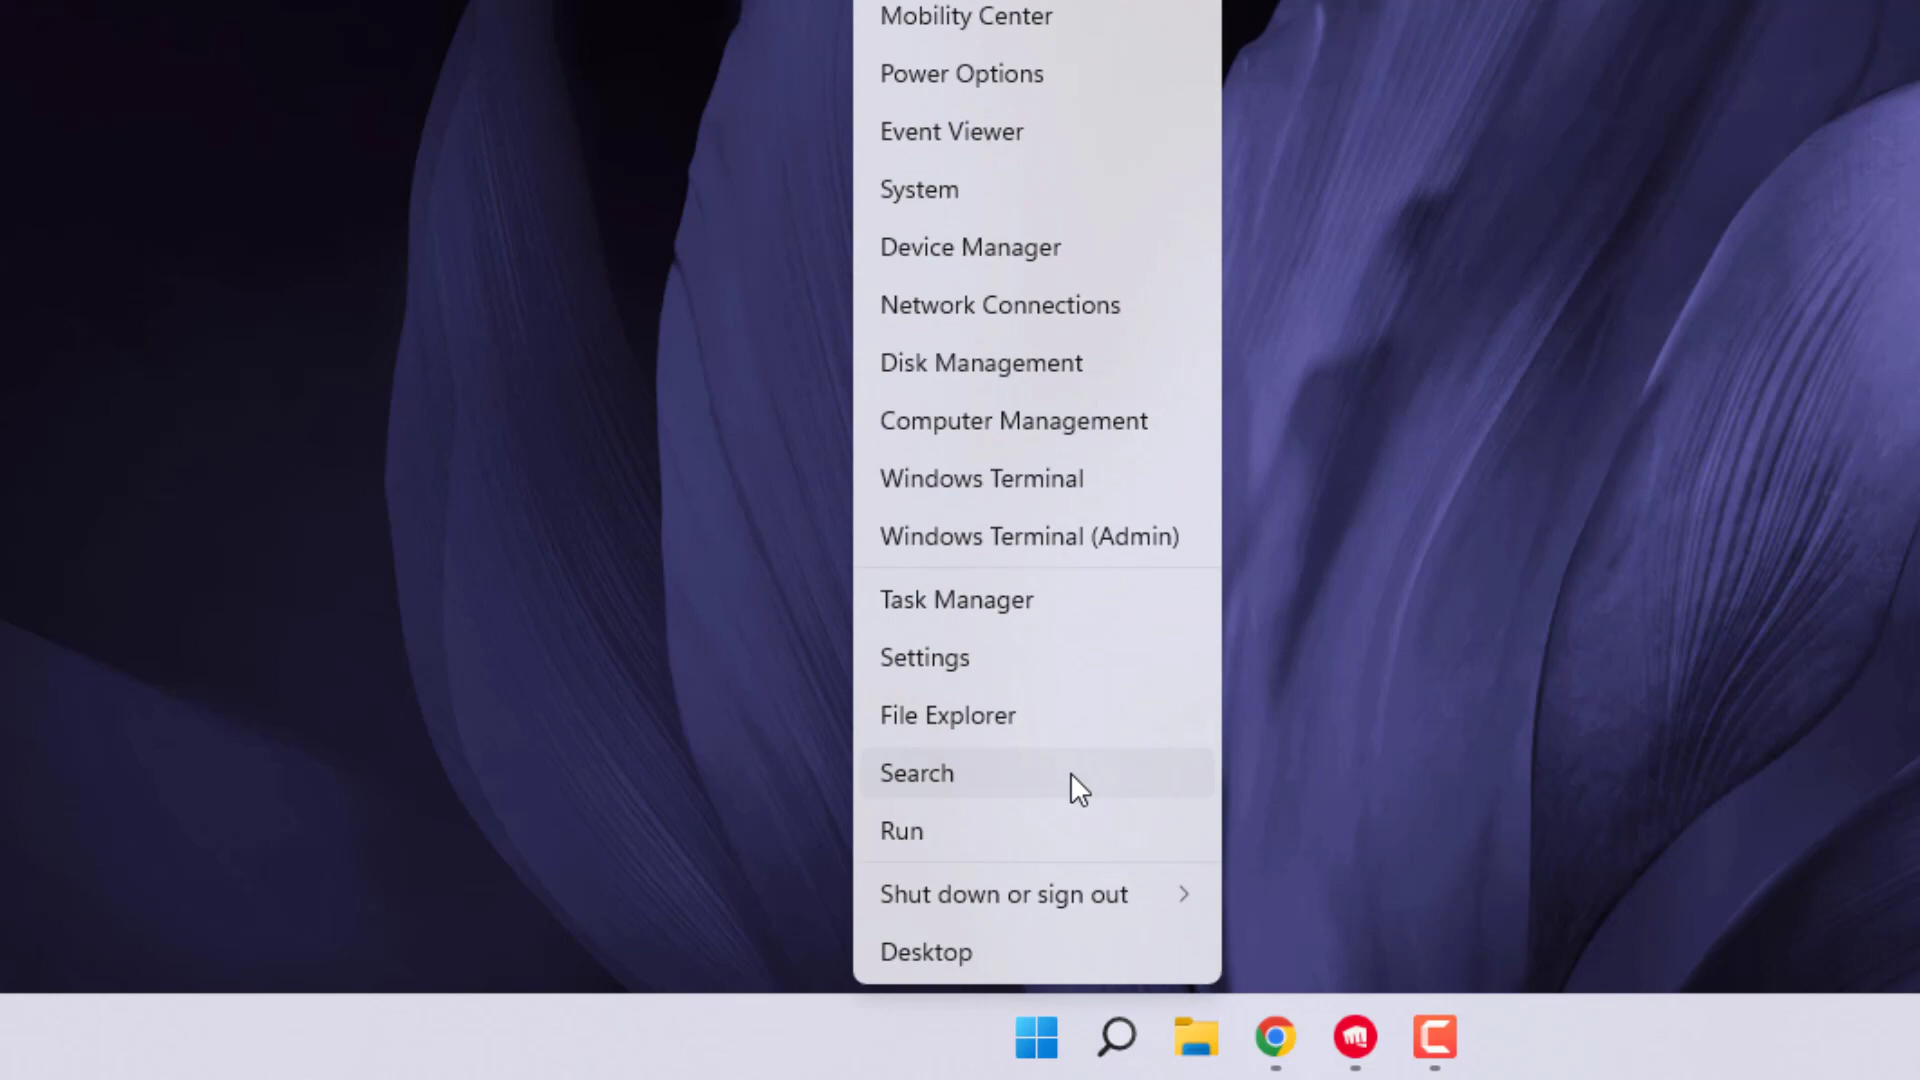 Mobility Center
Power Options
Event Viewer
System
Device Manager
Network Connections
Disk Management
Computer Management
Windows Terminal
Windows Terminal (Admin)
Task Manager
Settings
File Explorer
Search
Run
Shut down or sign out
Desktop